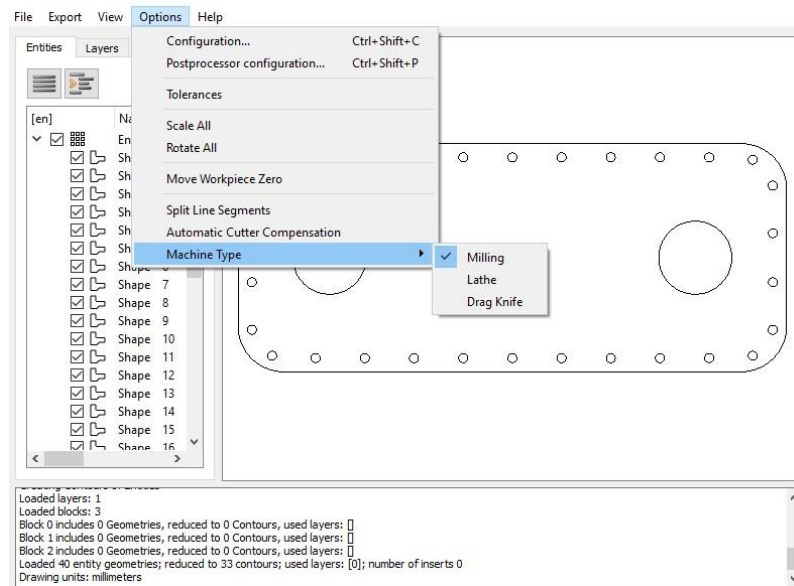 File Export View Options Help
Configuration... Ctrl+Shift+C
Postprocessor configuration... Ctrl+Shift+P
Tolerances
Scale All
Rotate All
Move Workpiece Zero
Split Line Segments
Automatic Cutter Compensation
Machine Type
Milling
Lathe
Drag Knife
Entities Layers
[en]
Shape 7
Shape 8
Shape 9
Shape 10
Shape 11
Shape 12
Shape 13
Shape 14
Shape 15
Shape 16
Loaded layers: 1
Loaded blocks: 3
Block 0 includes 0 Geometries, reduced to 0 Contours, used layers: []
Block 1 includes 0 Geometries, reduced to 0 Contours, used layers: []
Block 2 includes 0 Geometries, reduced to 0 Contours, used layers: []
Loaded 40 entity geometries; reduced to 33 contours; used layers: [0]; number of inserts 0
Drawing units: millimeters